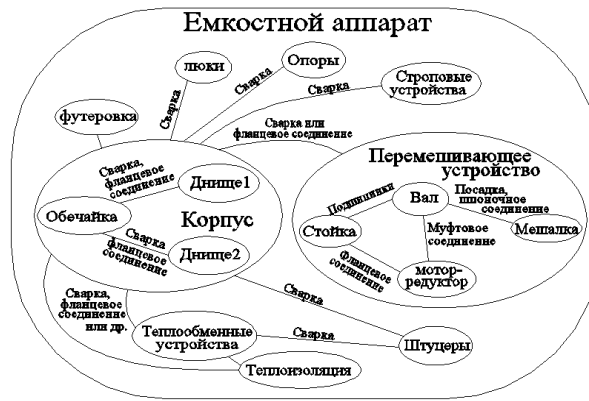 Емкостной аппарат
люки
Опоры
Строповые
устройства
футеровка
Сварка
Сварка
Сварка
Сварка или
фланцевое соединение
Перемешивающее
устройство
Сварка,
фланцевое
соединение
Днище1
Обечайка
Корпус
Сварка
фланцевое
соединение
Днище2
Подшипники
Вал
Посадка,
шпоночное
соединение
Стойка
Муфтовое
соединение
Мешалка
Фланцевое
соединение
мотор-
редуктор
Сварка,
фланцевое
соединение
или др.
Сварка
Теплообменные
устройства
Сварка
Штуцеры
Теплоизоляция